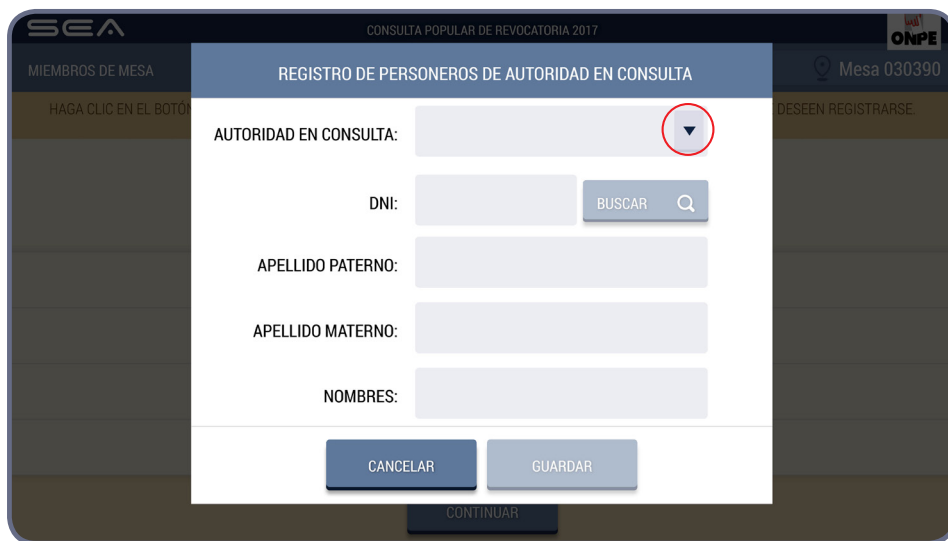 SEA
CONSULTA POPULAR DE REVOCATORIA 2017
ONPE
MIEMBROS DE MESA
REGISTRO DE PERSONEROS DE AUTORIDAD EN CONSULTA
Mesa 030390
HAGA CLIC EN EL BOTÓN
DESEEN REGISTRARSE.
AUTORIDAD EN CONSULTA:
DNI:
BUSCAR
APELLIDO PATERNO:
APELLIDO MATERNO:
NOMBRES:
CANCELAR
GUARDAR
CONTINUAR